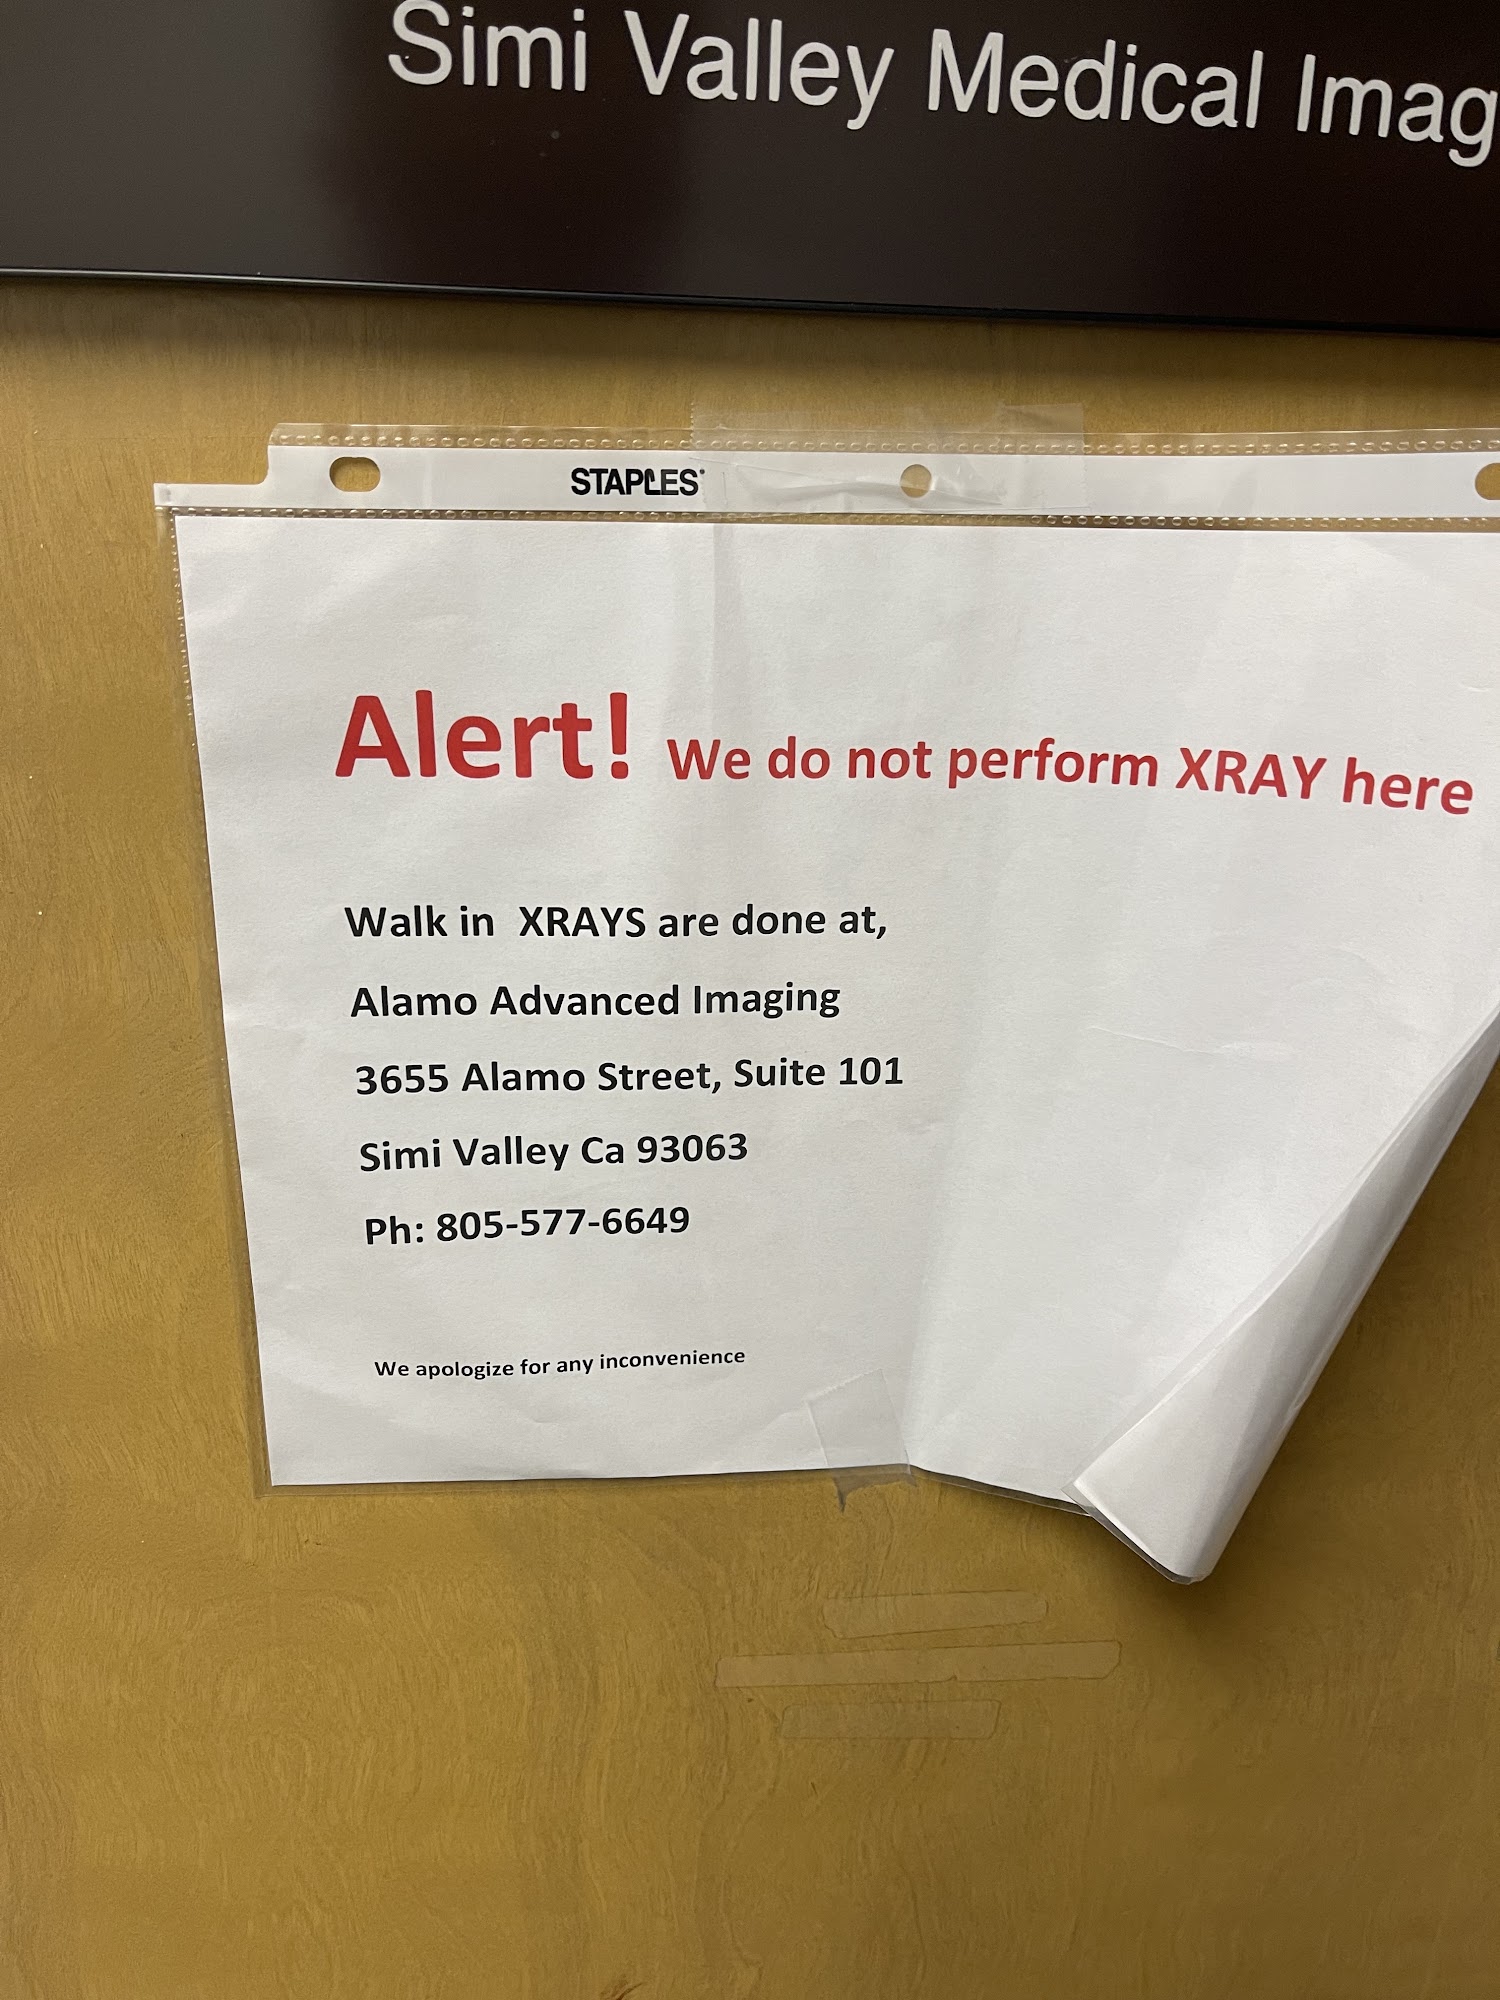 Simi Valley Medical Imag
STAPLES
Alert! We do not perform XRAY here
Walk in XRAYS are done at,
Alamo Advanced Imaging
3655 Alamo Street, Suite 101
Simi Valley Ca 93063
Ph: 805-577-6649
We apologize for any inconvenience